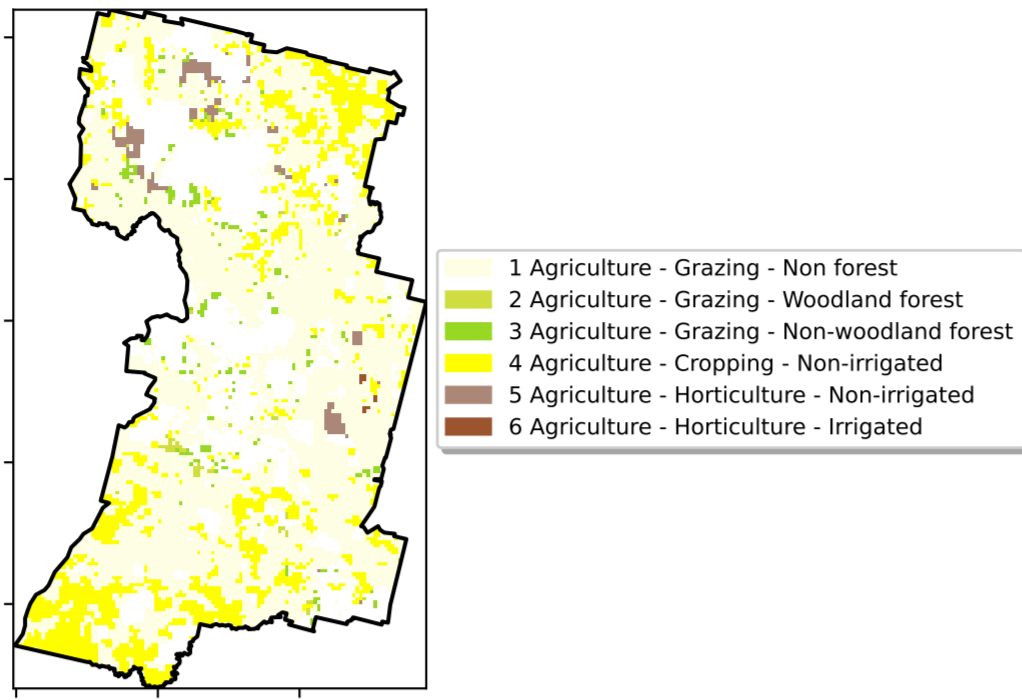 1 Agriculture - Grazing - Non forest
2 Agriculture - Grazing - Woodland forest
3 Agriculture - Grazing - Non-woodland forest
4 Agriculture - Cropping - Non-irrigated
5 Agriculture - Horticulture - Non-irrigated
6 Agriculture - Horticulture - Irrigated